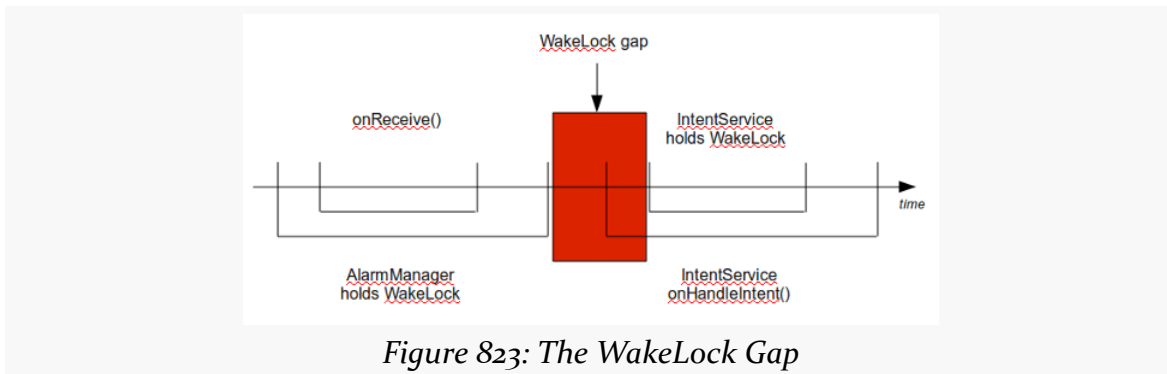 WakeLock gap
onReceive()
IntentService
holds WakeLock
time
AlarmManager
holds WakeLock
IntentService
onHandleIntent()
Figure 823: The WakeLock Gap